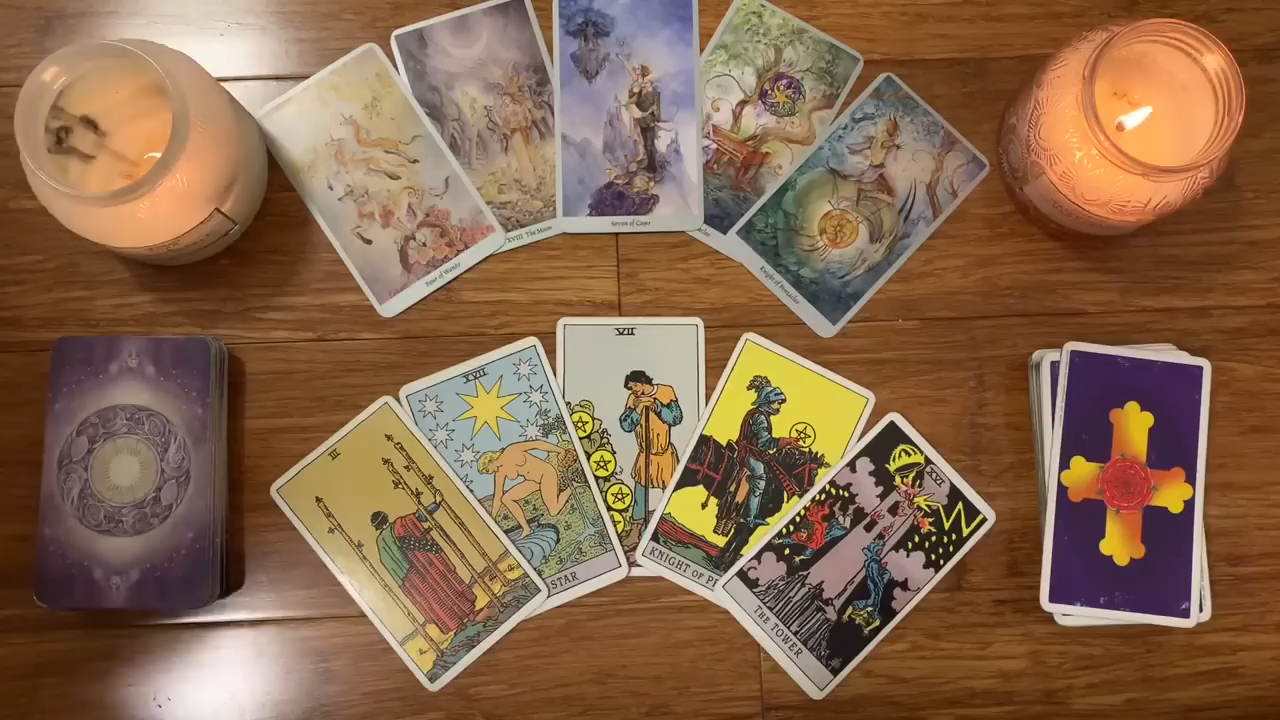 Four of Wands
XVIII The Moon
Seven of Cups
Knight of Pentacles
III
XVII
STAR
VII
KNIGHT OF PE
XVI
THE TOWER